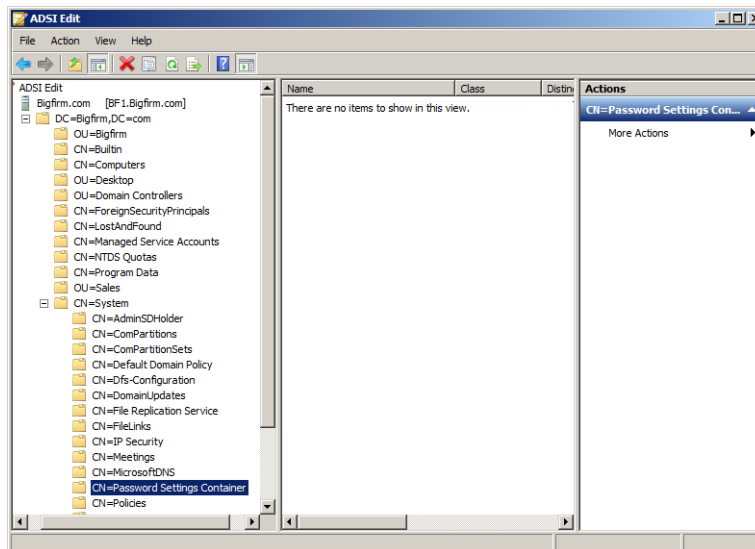 ADSI Edit
File Action View Help
ADSI Edit
Bigfirm.com [BF1.Bigfirm.com]
DC=Bigfirm,DC=com
OU=Bigfirm
CN=Builtin
CN=Computers
OU=Desktop
OU=Domain Controllers
CN=ForeignSecurityPrincipals
CN=LostAndFound
CN=Managed Service Accounts
CN=NTDS Quotas
CN=Program Data
OU=Sales
CN=System
CN=AdminSDHolder
CN=ComPartitions
CN=ComPartitionSets
CN=Default Domain Policy
CN=Dfs-Configuration
CN=DomainUpdates
CN=File Replication Service
CN=FileLinks
CN=IP Security
CN=Meetings
CN=MicrosoftDNS
CN=Password Settings Container
CN=Policies
Name Class Distin
There are no items to show in this view.
Actions
CN=Password Settings Con...
More Actions